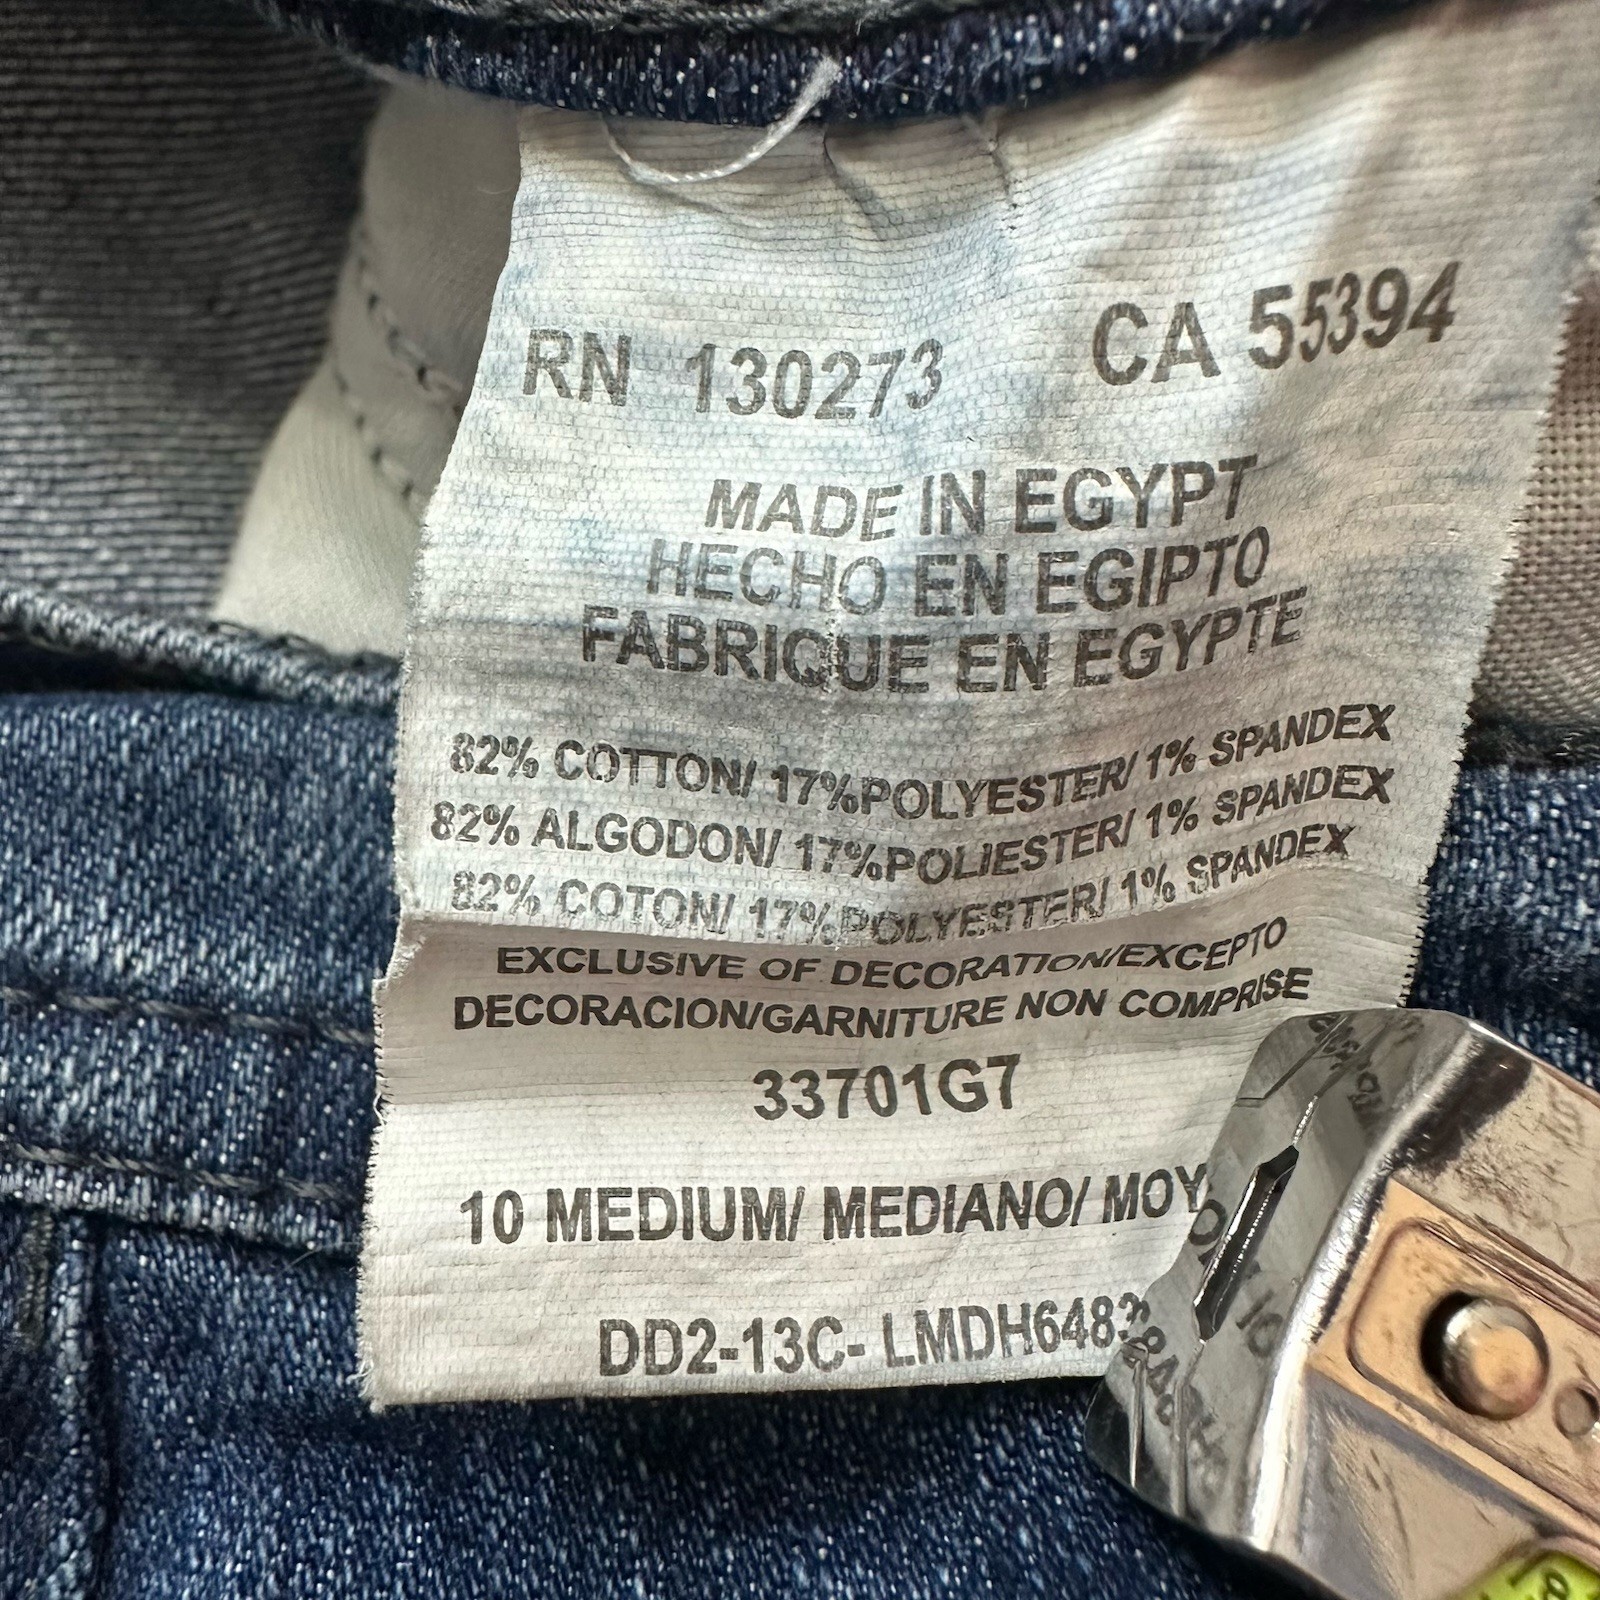 RN 130273 CA 55394
MADE IN EGYPT
HECHO EN EGIPTO
FABRIQUE EN EGYPTE
82% COTTON/ 17%POLYESTER/ 1% SPANDEX
82% ALGODON/ 17%POLIESTER/ 1% SPANDEX
82% COTON/ 17%POLYESTER/ 1% SPANDEX
EXCLUSIVE OF DECORATION/EXCEPTO
DECORACION/GARNITURE NON COMPRISE
33701G7
10 MEDIUM/ MEDIANO/ MOY
DD2-13C-